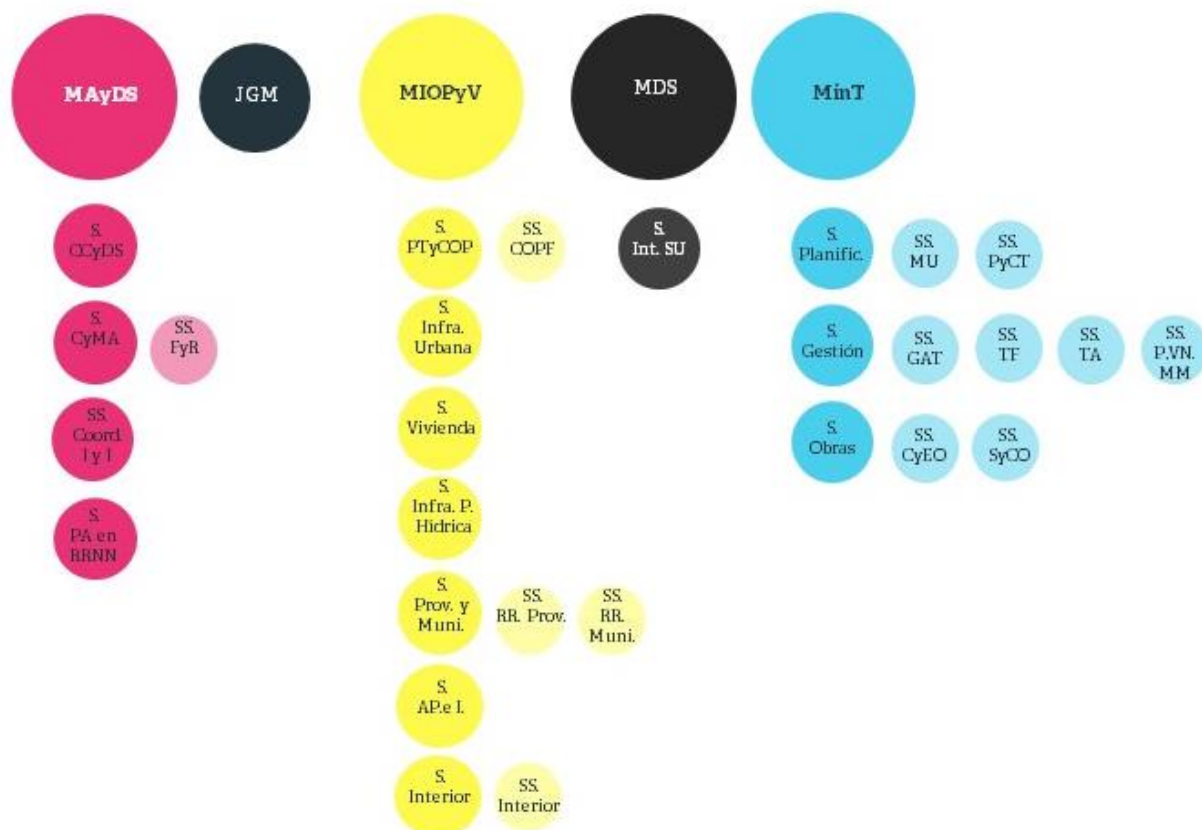 MAyDS
JGM
MIOPyV
MDS
MinT
S.
CCyDS
S.
PTyCOP
SS.
COPF
S.
Int. SU
S.
Planific.
SS.
MU
SS.
PyCT
S.
CyMA
SS.
FyR
S.
Infra.
Urbana
S.
Gestión
SS.
GAT
SS.
TF
SS.
TA
SS.
P.VN.
MM
SS.
Coord.
I y I
S.
Vivienda
S.
Obras
SS.
CyEO
SS.
SyCO
S.
PA en
RRNN
S.
Infra. P.
Hídrica
S.
Prov. y
Muni.
SS.
RR. Prov.
SS.
RR.
Muni.
S.
AP.e I.
S.
Interior
SS.
Interior